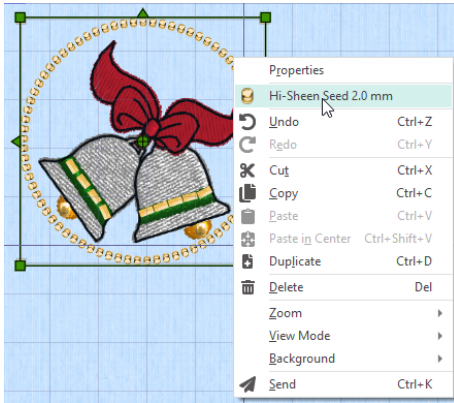 Properties
Hi-Sheen Seed 2.0 mm
Undo Ctrl+Z
Redo Ctrl+Y
Cut Ctrl+X
Copy Ctrl+C
Paste Ctrl+V
Paste in Center Ctrl+Shift+V
Duplicate Ctrl+D
Delete Del
Zoom
View Mode
Background
Send Ctrl+K